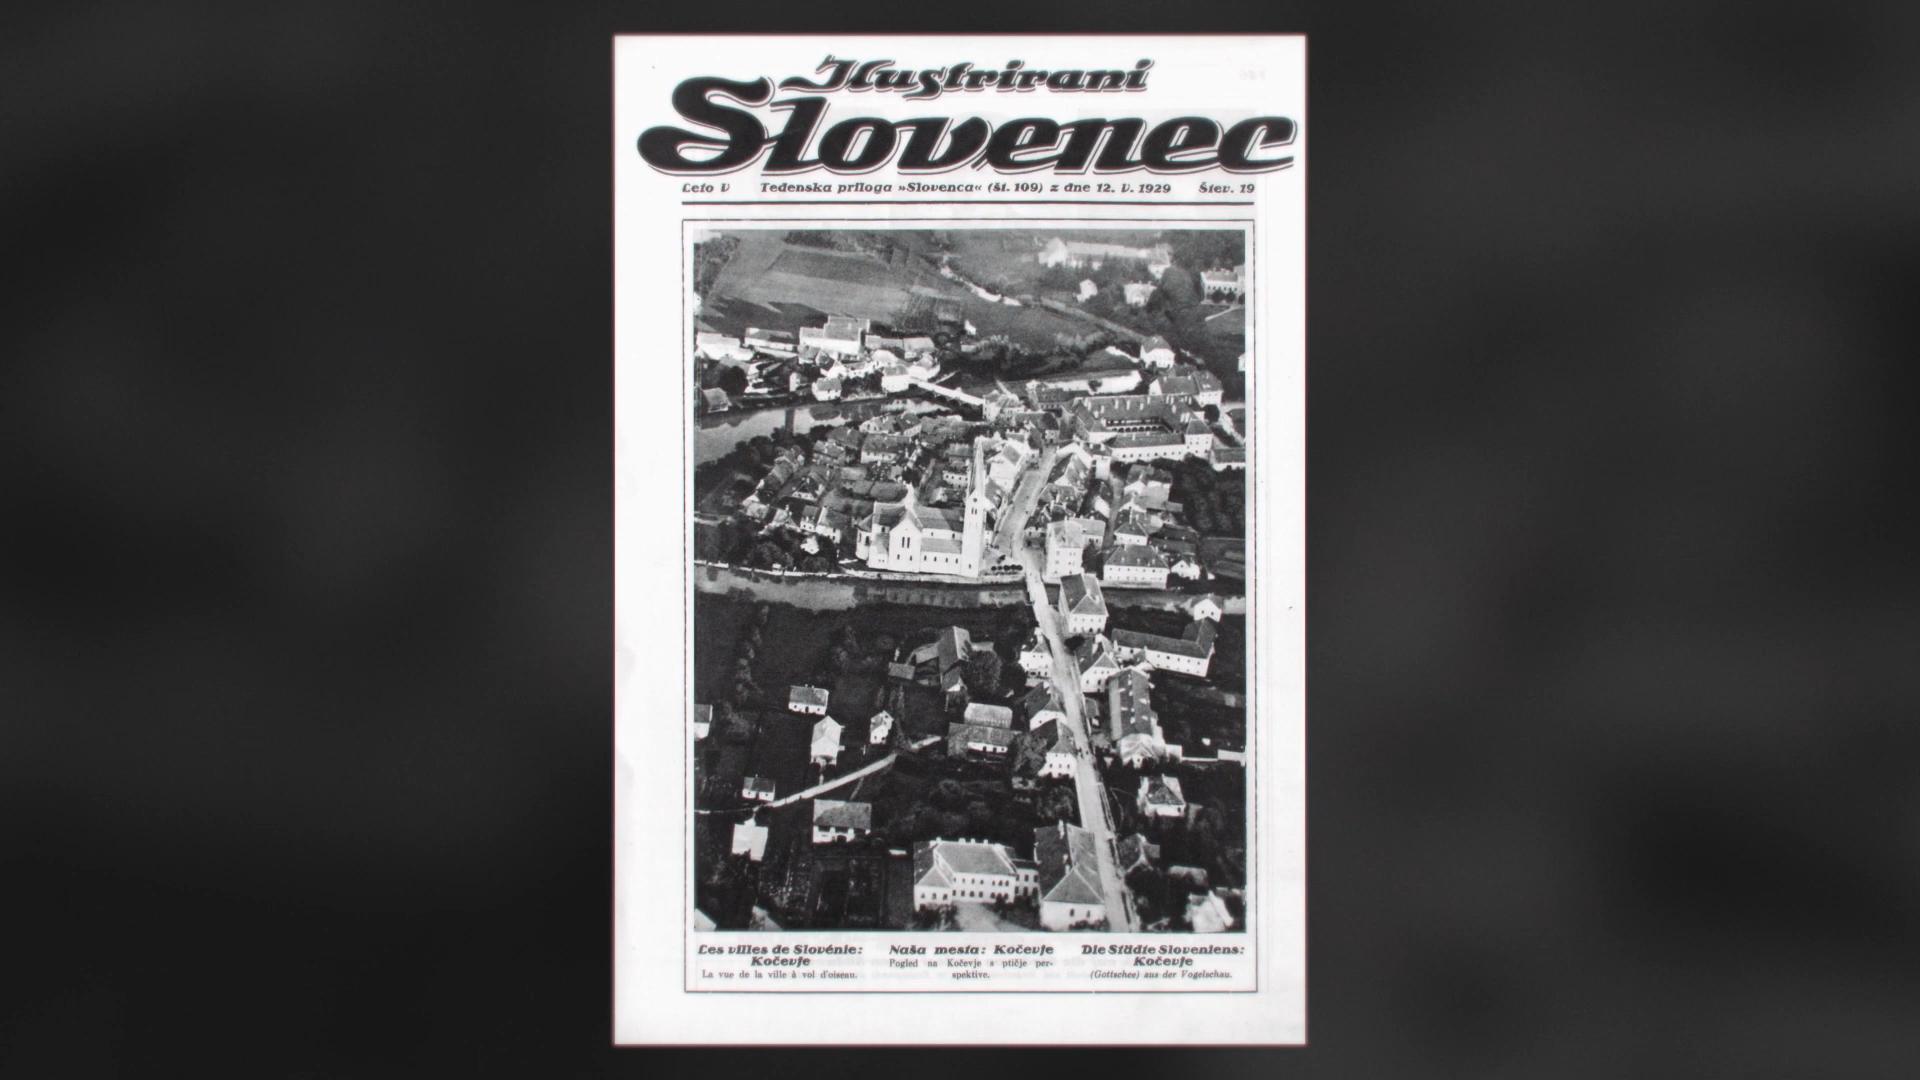 Ilustrirani
Slovenec
Leto V Tedenska priloga »Slovenca« (št. 109) z dne 12. V. 1929 Štev. 19
Les villes de Slovénie:
Kočevje
La vue de la ville à vol d'oiseau.
Naša mesta: Kočevje
Pogled na Kočevje s ptičje per-
spektive.
Die Städte Sloveniens:
Kočevje
(Gottschee) aus der Vogelschau.